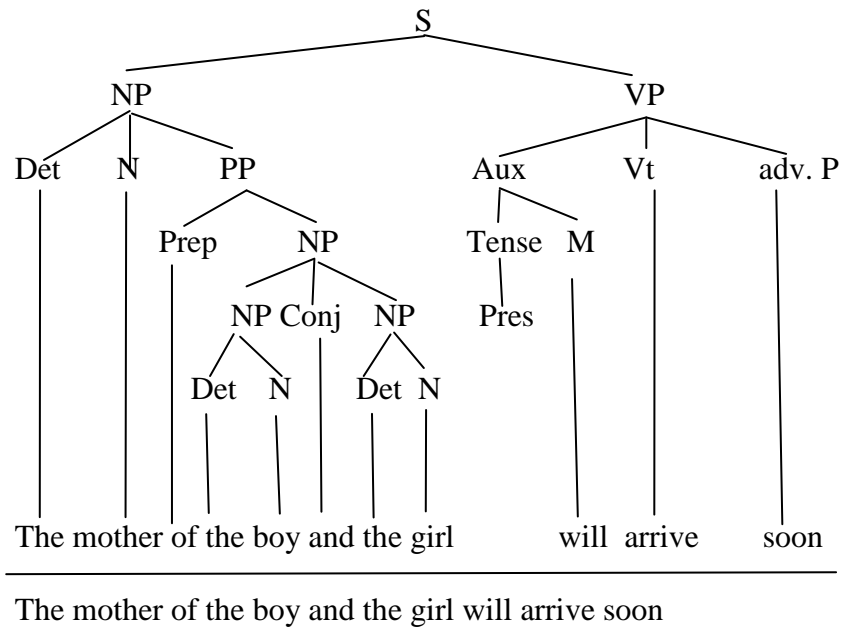 S
NP VP
Det N PP Aux Vt adv. P
Prep NP Tense M
NP Conj NP Pres
Det N Det N
The mother of the boy and the girl will arrive soon
The mother of the boy and the girl will arrive soon